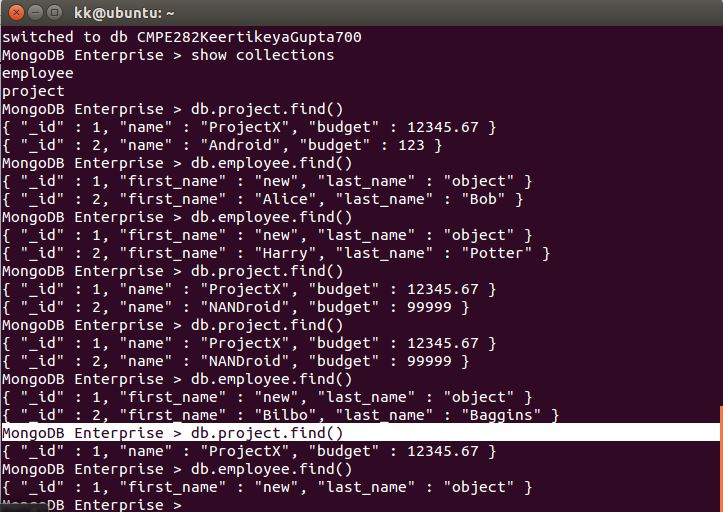 kk@ubuntu: ~
switched to db CMPE282KeertikeyaGupta700
MongoDB Enterprise > show collections
employee
project
MongoDB Enterprise > db.project.find()
{ "_id" : 1, "name" : "ProjectX", "budget" : 12345.67 }
{ "_id" : 2, "name" : "Android", "budget" : 123 }
MongoDB Enterprise > db.employee.find()
{ "_id" : 1, "first_name" : "new", "last_name" : "object" }
{ "_id" : 2, "first_name" : "Alice", "last_name" : "Bob" }
MongoDB Enterprise > db.employee.find()
{ "_id" : 1, "first_name" : "new", "last_name" : "object" }
{ "_id" : 2, "first_name" : "Harry", "last_name" : "Potter" }
MongoDB Enterprise > db.project.find()
{ "_id" : 1, "name" : "ProjectX", "budget" : 12345.67 }
{ "_id" : 2, "name" : "NANDroid", "budget" : 99999 }
MongoDB Enterprise > db.project.find()
{ "_id" : 1, "name" : "ProjectX", "budget" : 12345.67 }
{ "_id" : 2, "name" : "NANDroid", "budget" : 99999 }
MongoDB Enterprise > db.employee.find()
{ "_id" : 1, "first_name" : "new", "last_name" : "object" }
{ "_id" : 2, "first_name" : "Bilbo", "last_name" : "Baggins" }
MongoDB Enterprise > db.project.find()
{ "_id" : 1, "name" : "ProjectX", "budget" : 12345.67 }
MongoDB Enterprise > db.employee.find()
{ "_id" : 1, "first_name" : "new", "last_name" : "object" }
MongoDB Enterprise >